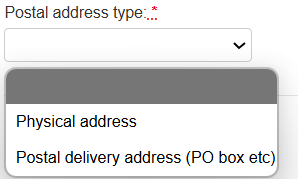 Postal address type: *
Physical address
Postal delivery address (PO box etc)